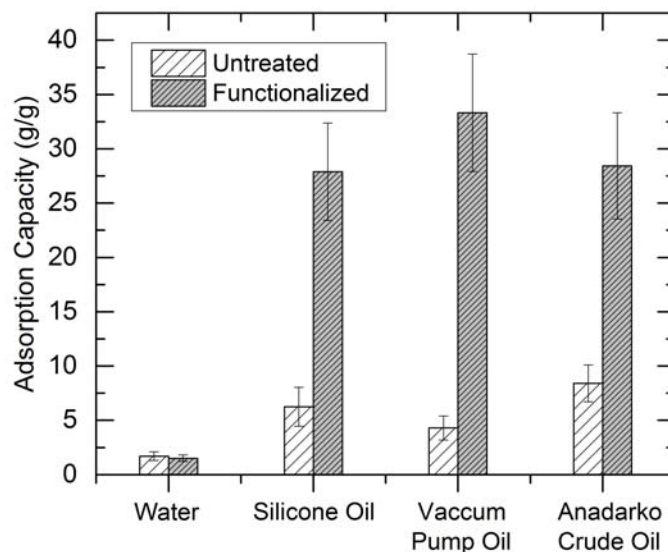 40
35
30
25
20
15
10
5
0
Adsorption Capacity (g/g)
Untreated
Functionalized
Water
Silicone Oil
Vaccum
Pump Oil
Anadarko
Crude Oil